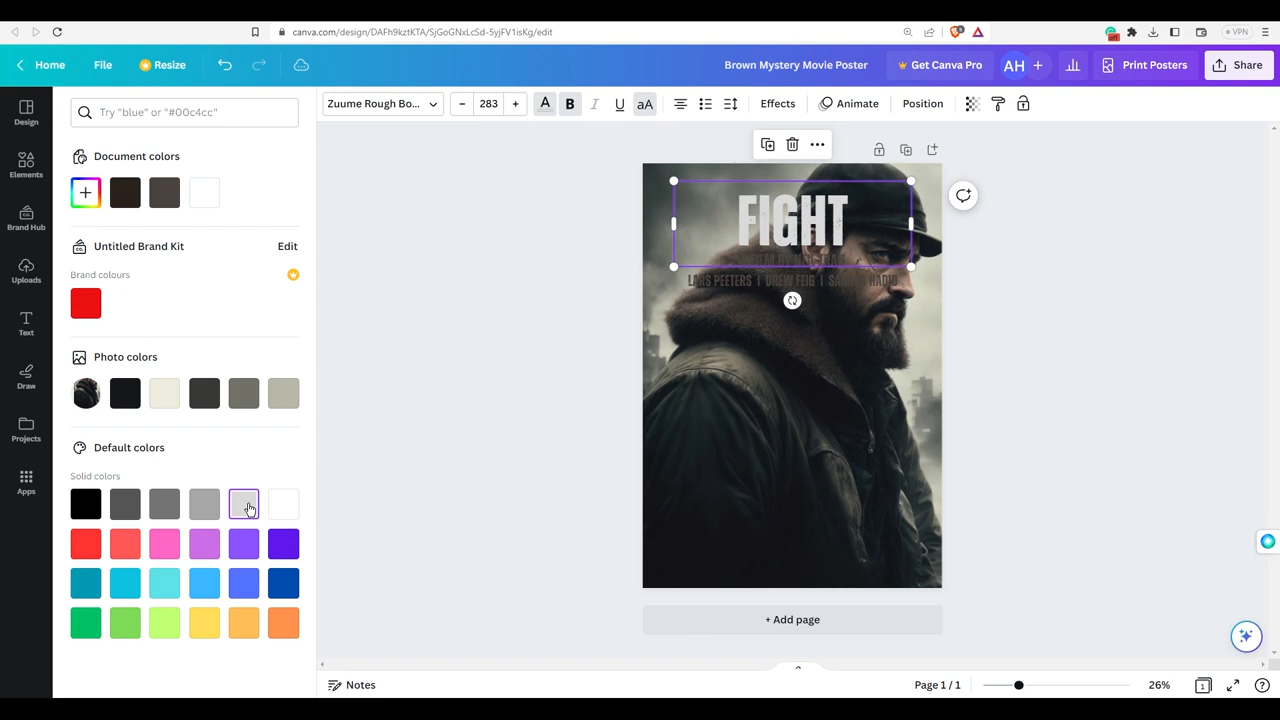 canva.com/design/DAFh9kztKTA/SjGoGNxLcSd-5yjFV1isKg/edit
VPN
Home
File
Resize
Brown Mystery Movie Poster
AH
Get Canva Pro
Print Posters
Share
Design
Elements
Brand Hub
Uploads
Text
Draw
Projects
Apps
Try "blue" or "#00c4cc"
Document colors
Untitled Brand Kit
Edit
Brand colours
Photo colors
Default colors
Solid colors
Zuume Rough Bo...
283
A
B
I
U
aA
Effects
Animate
Position
FIGHT
LARS PEETERS | DREW FEIG |
+ Add page
Notes
Page 1 / 1
26%
1